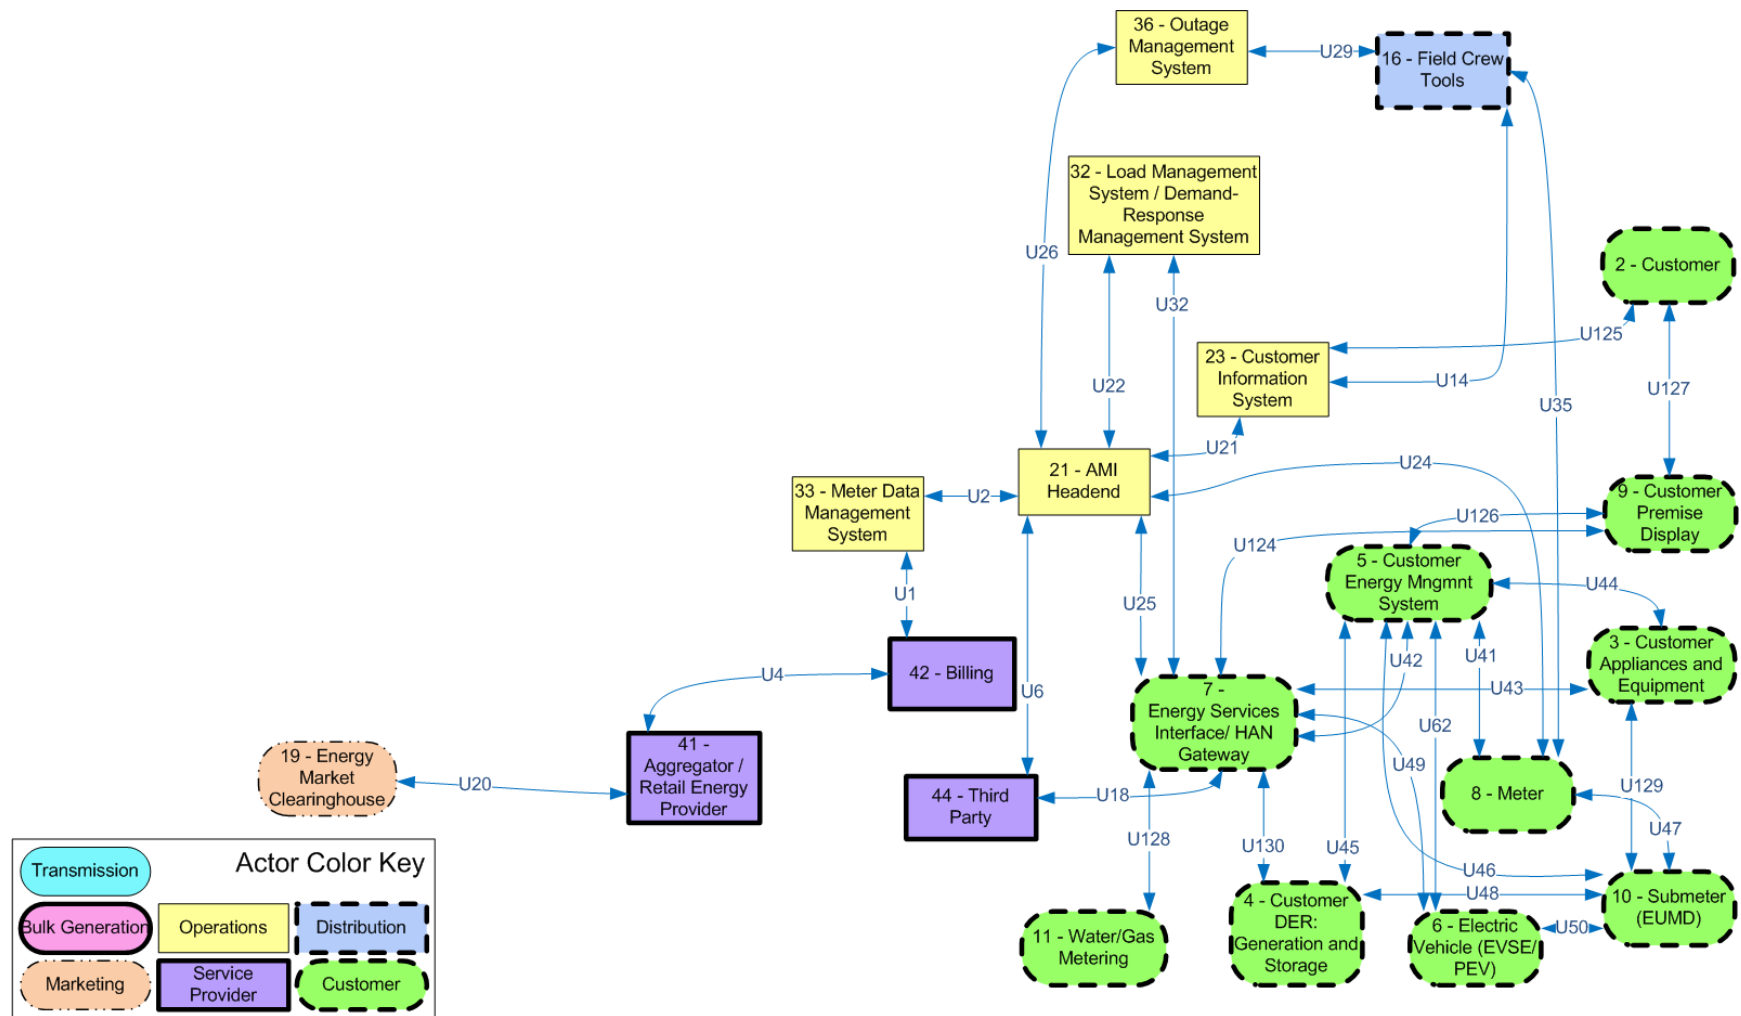 36 - Outage
Management
System
U29
16 - Field Crew
Tools
32 - Load Management
System / Demand-
Response
Management System
U26
U32
2 - Customer
U125
23 - Customer
Information
System
U22
U14
U127
U35
U21
21 - AMI
Headend
U24
33 - Meter Data
Management
System
U2
9 - Customer
Premise
Display
U126
U124
5 - Customer
Energy Mngmnt
System
U44
U1
U25
3 - Customer
Appliances and
Equipment
U42
U41
42 - Billing
U4
U6
7 -
Energy Services
Interface/ HAN
Gateway
U43
U62
41 -
Aggregator /
Retail Energy
Provider
19 - Energy
Market
Clearinghouse
U20
U49
U129
44 - Third
Party
U18
8 - Meter
U47
U128
U130
U45
U46
U48
4 - Customer
DER:
Generation and
Storage
10 - Submeter
(EUMD)
11 - Water/Gas
Metering
6 - Electric
Vehicle (EVSE/
PEV)
U50
Actor Color Key
Transmission
Bulk Generation
Operations
Distribution
Marketing
Service
Provider
Customer